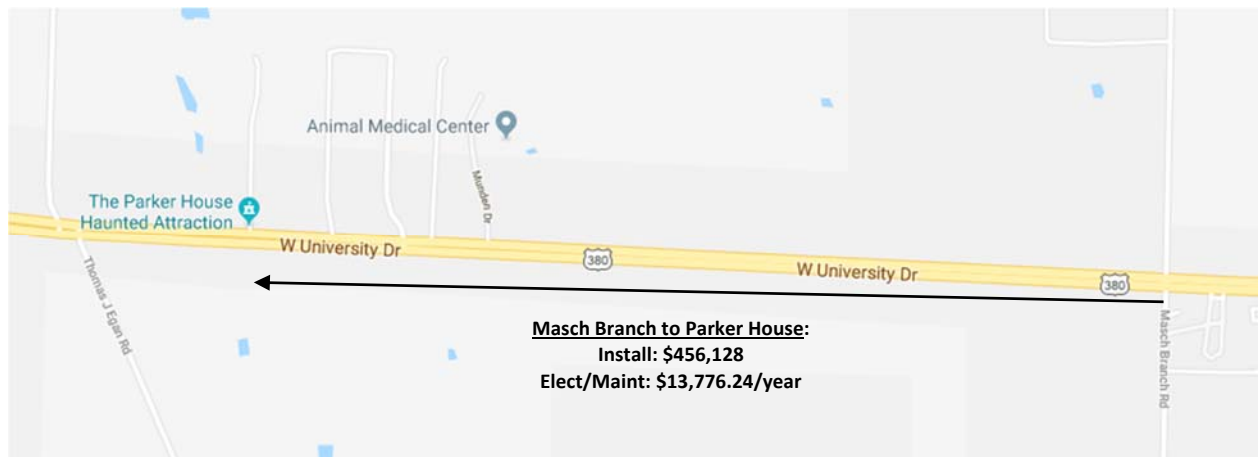 Animal Medical Center
Munden Dr
The Parker House
Haunted Attraction
W University Dr
380
W University Dr
380
Thomas J Egan Rd
Masch Branch Rd
Masch Branch to Parker House:
Install: $456,128
Elect/Maint: $13,776.24/year